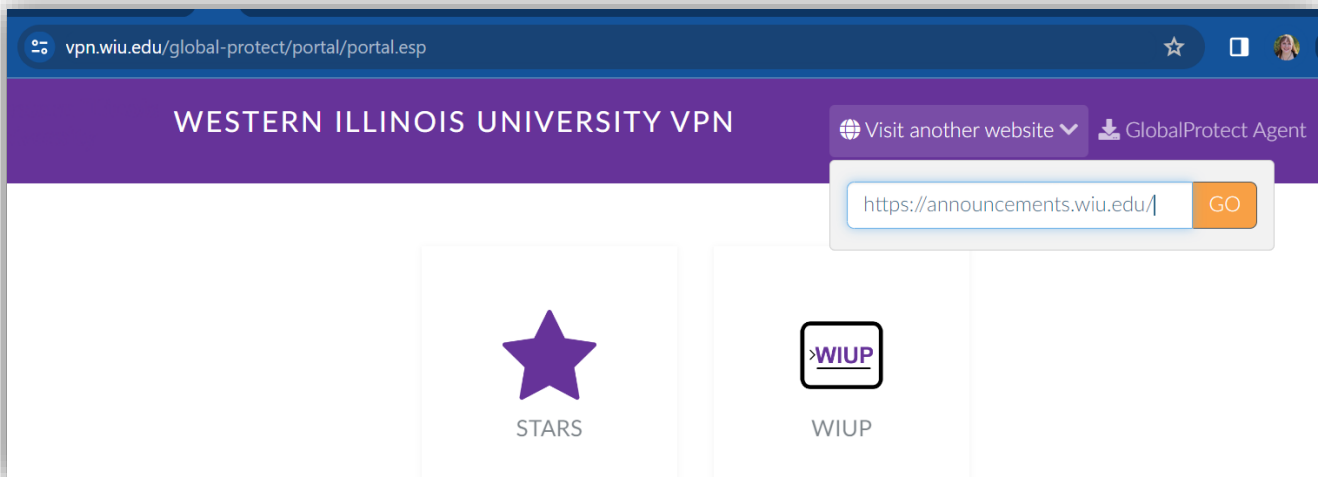 vpn.wiu.edu/global-protect/portal/portal.esp
WESTERN ILLINOIS UNIVERSITY VPN
Visit another website
GlobalProtect Agent
https://announcements.wiu.edu/
GO
>WIUP
STARS
WIUP